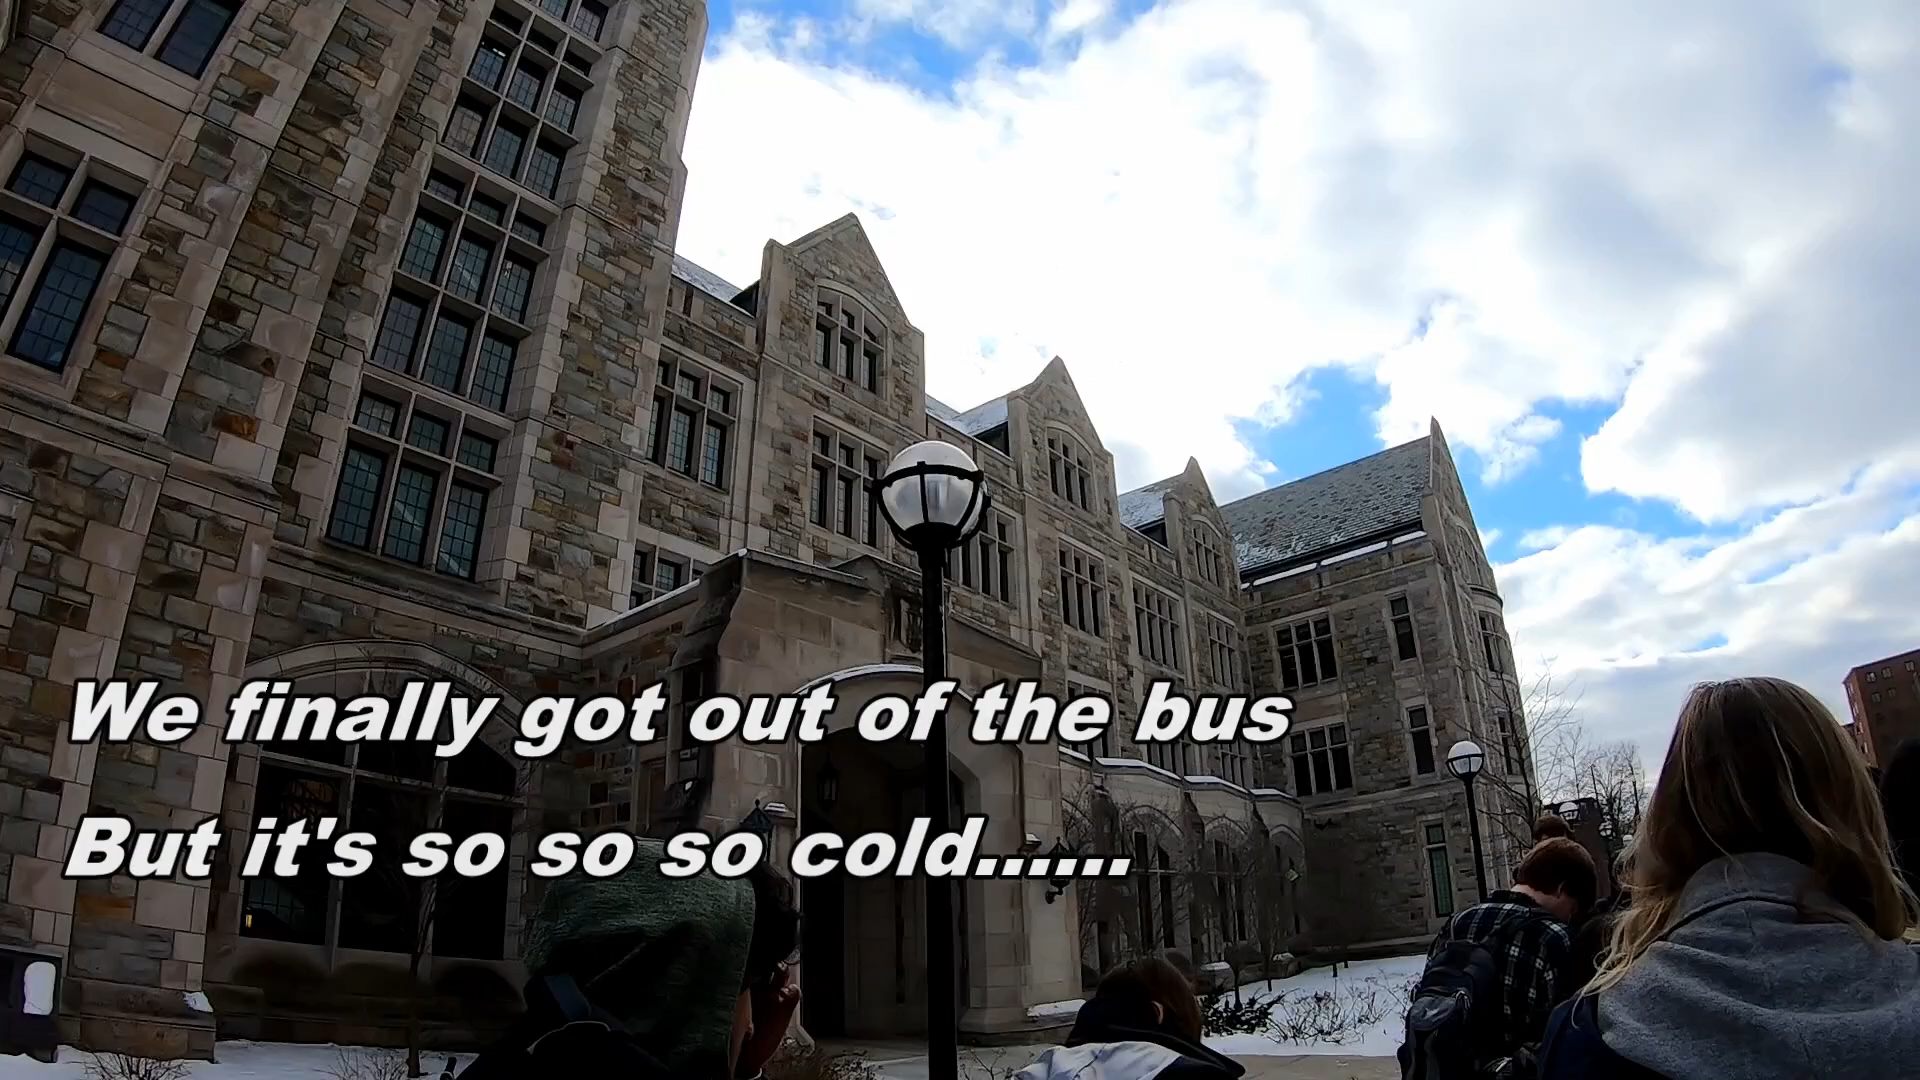 We finally got out of the bus
But it's so so so cold......